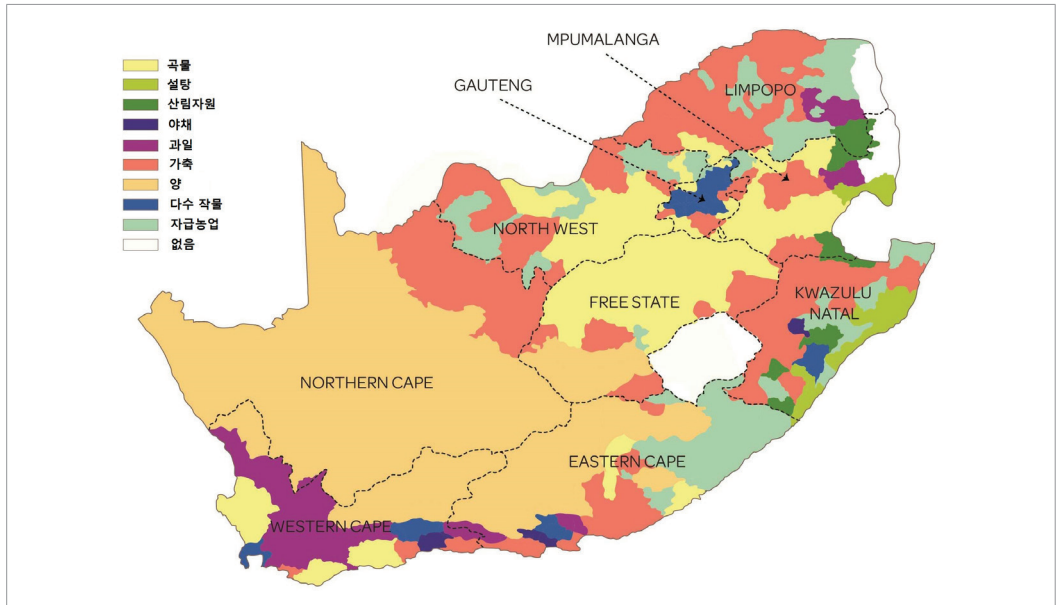 MPUMALANGA
GAUTENG
LIMPOPO
곡물
설탕
산림자원
야채
과일
가축
양
다수 작물
자급농업
없음
NORTH WEST
FREE STATE
KWAZULU
NATAL
NORTHERN CAPE
EASTERN CAPE
WESTERN CAPE